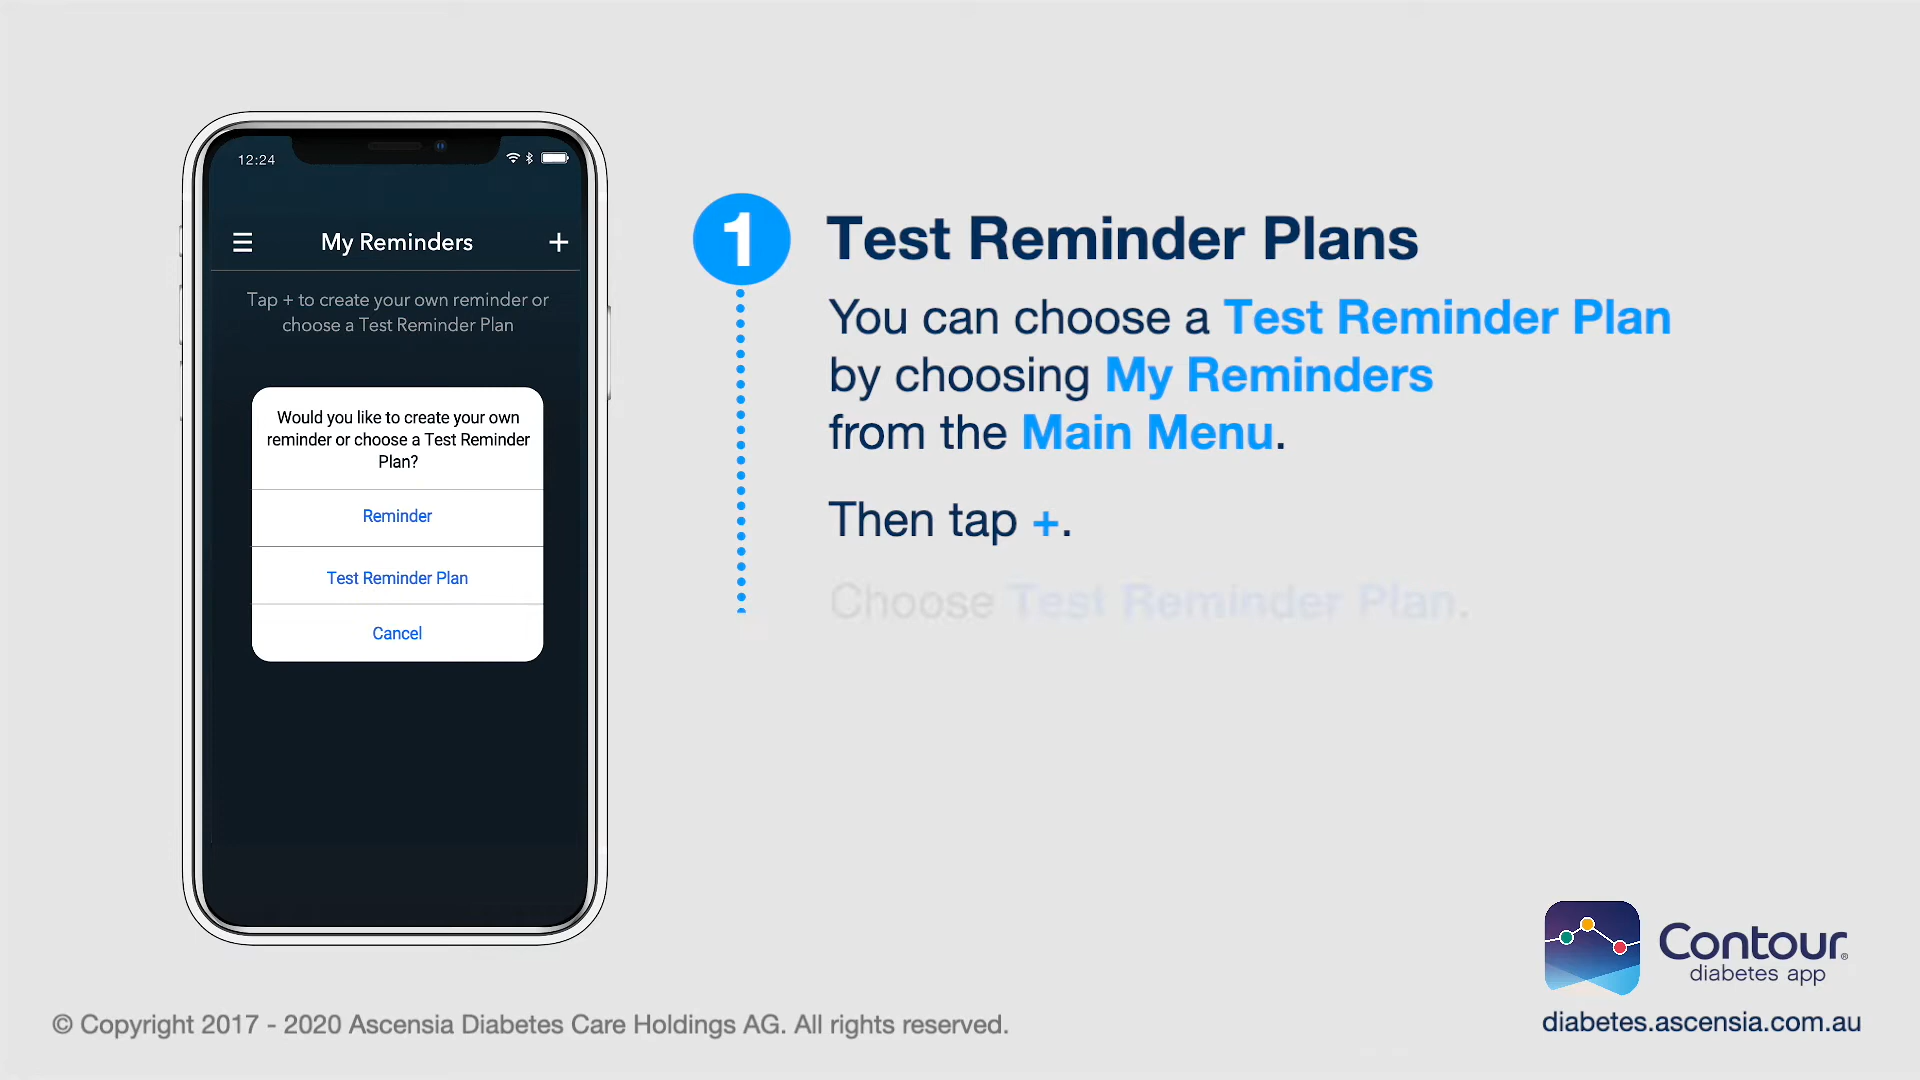 12:24
My Reminders +
Tap + to create your own reminder or
choose a Test Reminder Plan
Would you like to create your own
reminder or choose a Test Reminder
Plan?
Reminder
Test Reminder Plan
Cancel
1 Test Reminder Plans
You can choose a Test Reminder Plan
by choosing My Reminders
from the Main Menu.
Then tap +.
Choose Test Reminder Plan.
Contour®
diabetes app
diabetes.ascensia.com.au
© Copyright 2017 - 2020 Ascensia Diabetes Care Holdings AG. All rights reserved.